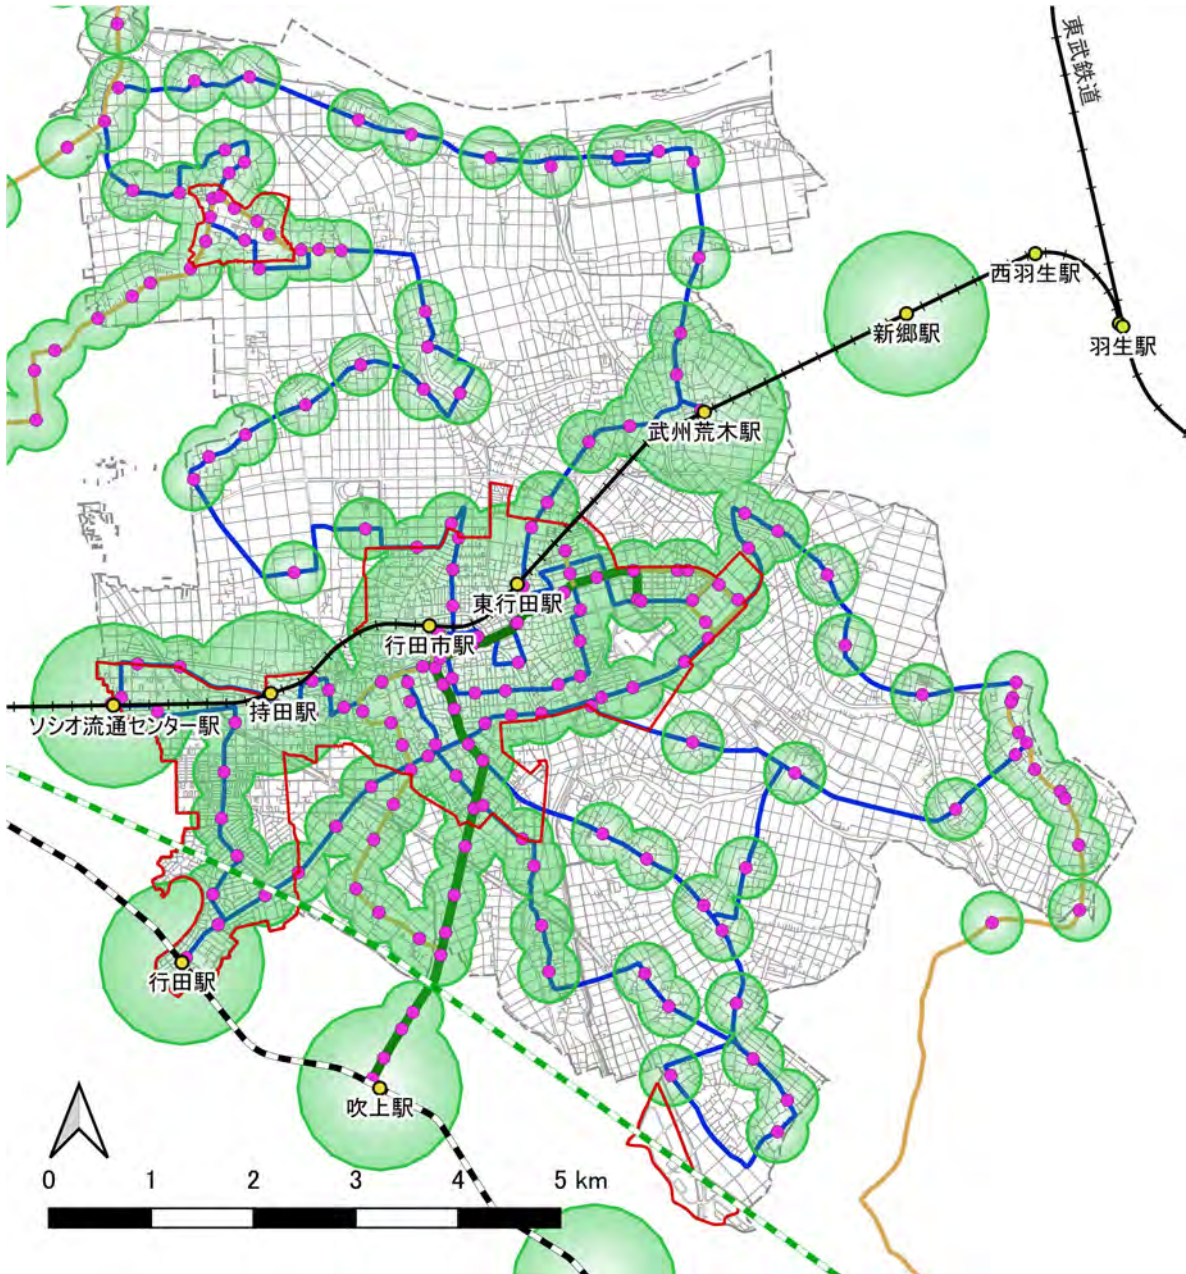 東武鉄道
西羽生駅
新郷駅
羽生駅
武州荒木駅
東行田駅
行田市駅
持田駅
ソシオ流通センター駅
行田駅
吹上駅
0 1 2 3 4 5 km